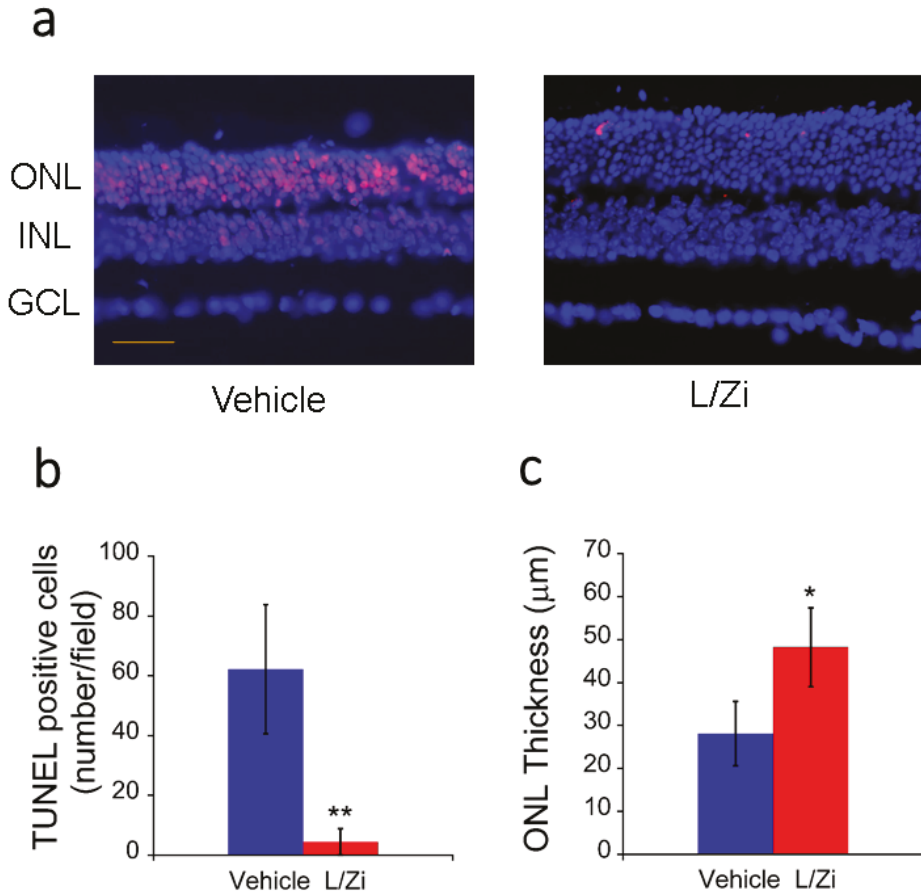 a
ONL
INL
GCL
Vehicle
L/Zi
b
TUNEL positive cells
(number/field)
100
80
60
40
20
0
**
Vehicle L/Zi
c
ONL Thickness (μm)
70
60
50
40
30
20
10
0
*
Vehicle L/Zi